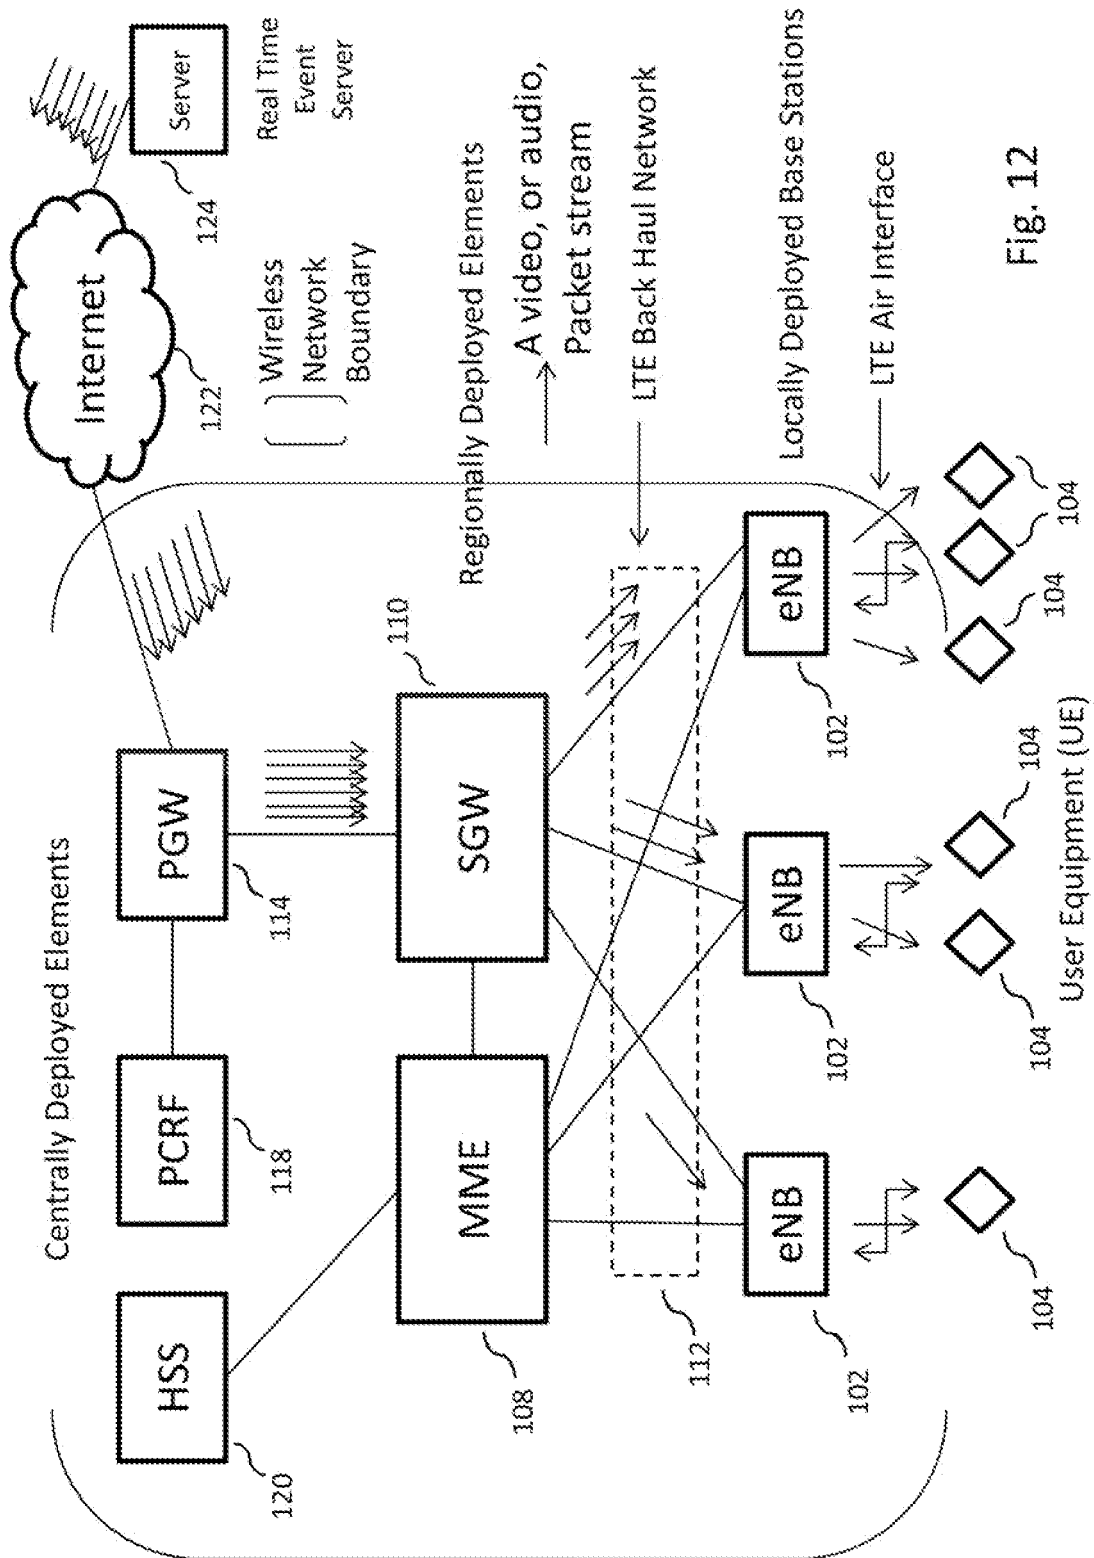 Centrally Deployed Elements
Internet
Server
HSS
PCRF
PGW
120
118
114
122
124
Real Time
Event
Server
Wireless
Network
Boundary
MME
SGW
108
110
Regionally Deployed Elements
A video, or audio,
Packet stream
112
LTE Back Haul Network
eNB
eNB
eNB
102
102
102
Locally Deployed Base Stations
LTE Air Interface
104
104
104
104
104
User Equipment (UE)
Fig. 12